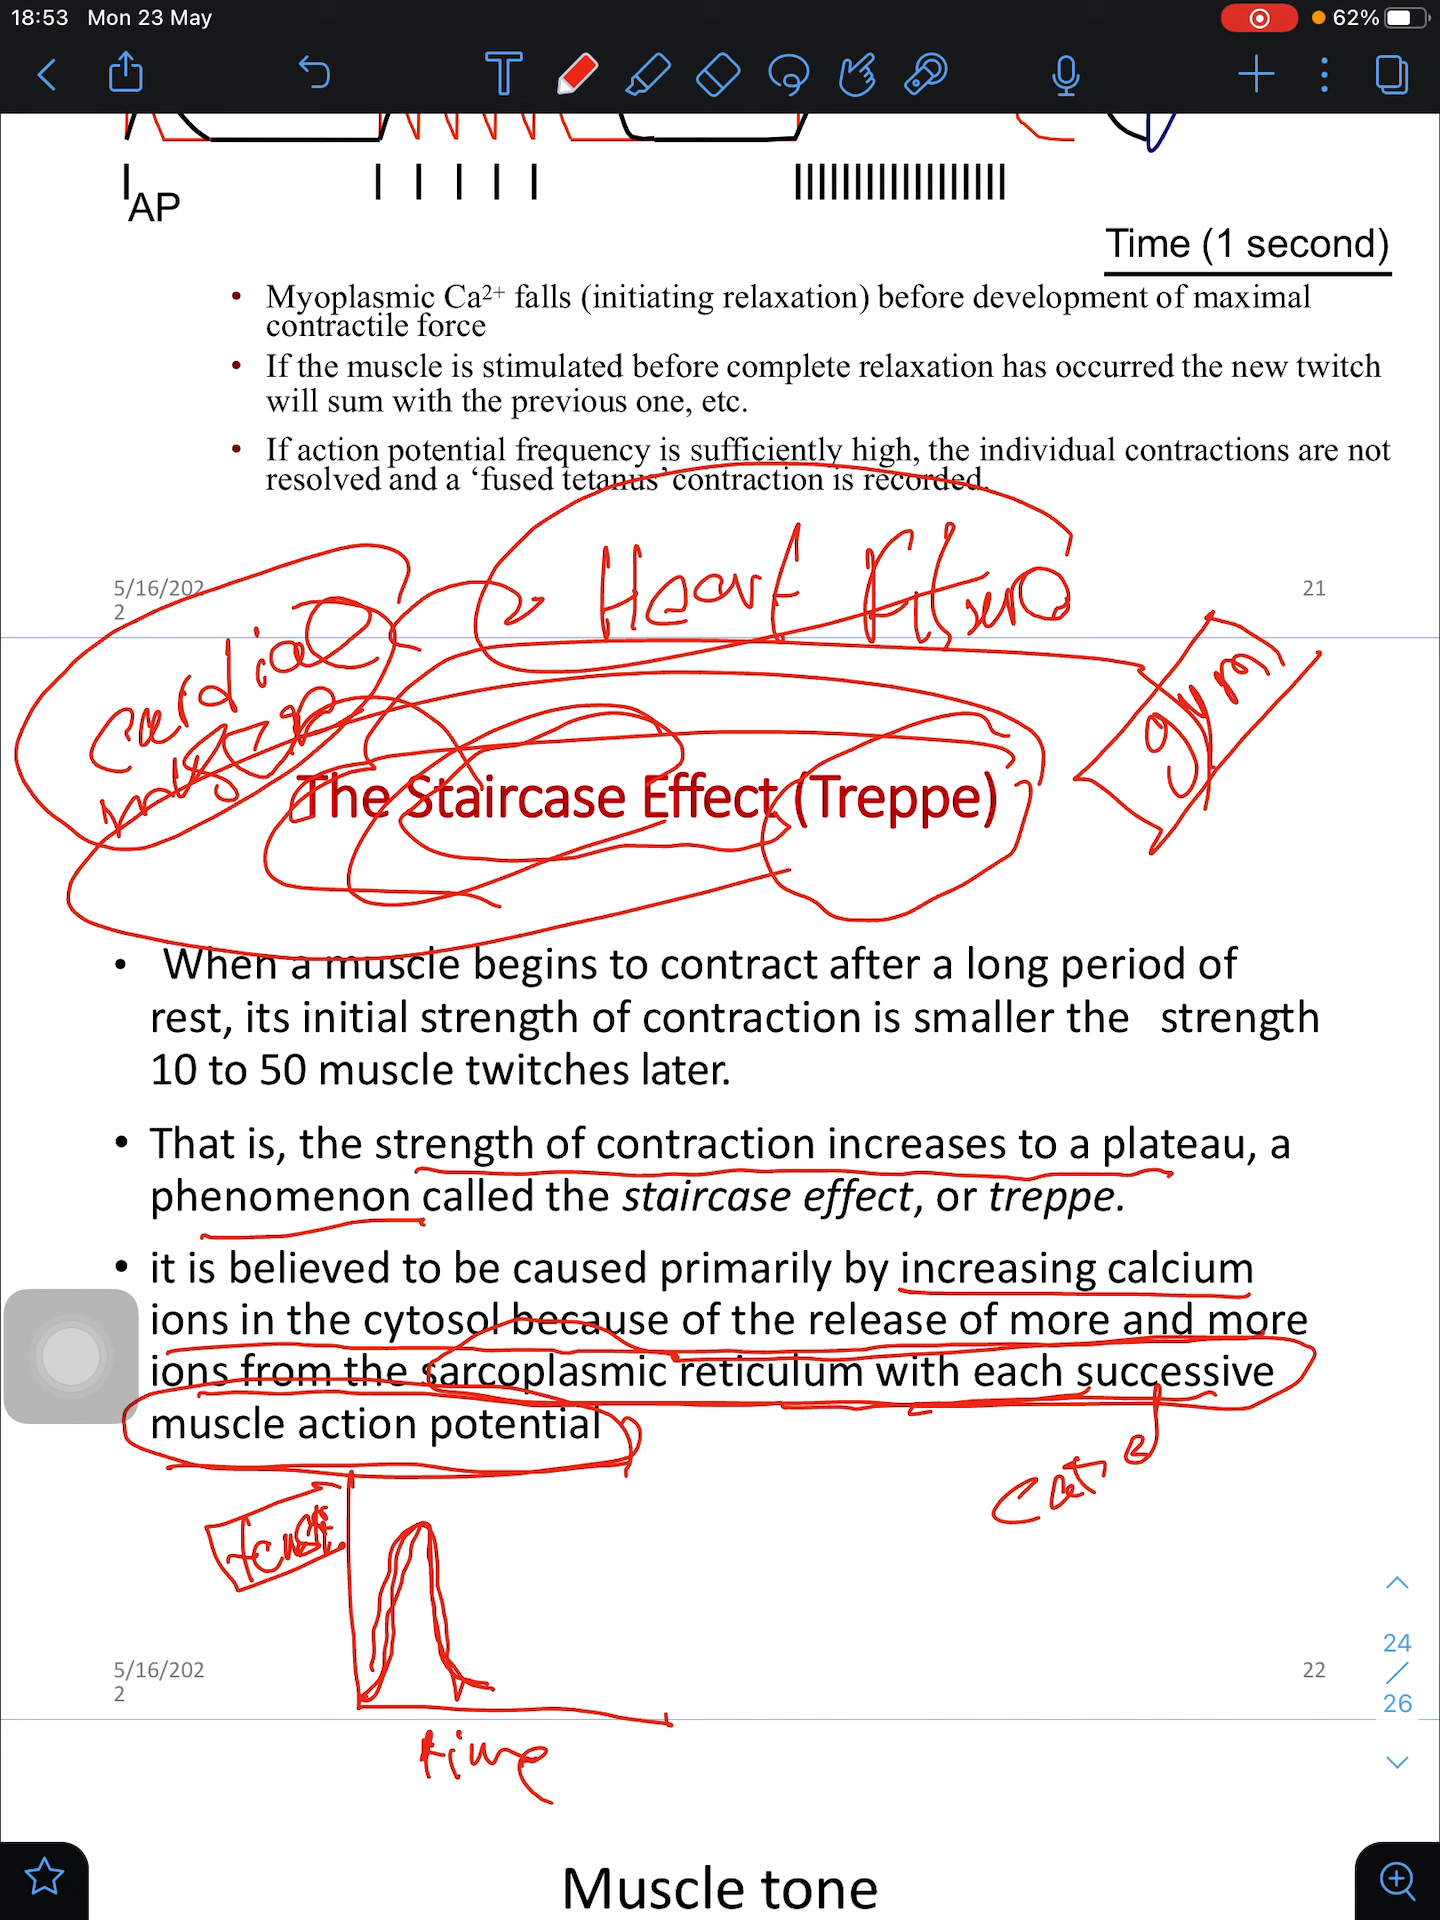 18:53 Mon 23 May
62%
AP
Time (1 second)
• Myoplasmic Ca²⁺ falls (initiating relaxation) before development of maximal
contractile force
• If the muscle is stimulated before complete relaxation has occurred the new twitch
will sum with the previous one, etc.
• If action potential frequency is sufficiently high, the individual contractions are not
resolved and a ‘fused tetanus’ contraction is recorded.
5/16/202
2
21
Heart
Cardial
gym
The Staircase Effect (Treppe)
• When a muscle begins to contract after a long period of
rest, its initial strength of contraction is smaller the strength
10 to 50 muscle twitches later.
• That is, the strength of contraction increases to a plateau, a
phenomenon called the staircase effect, or treppe.
• it is believed to be caused primarily by increasing calcium
ions in the cytosol because of the release of more and more
ions from the sarcoplasmic reticulum with each successive
muscle action potential
time
5/16/202
2
22
24
/
26
Muscle tone